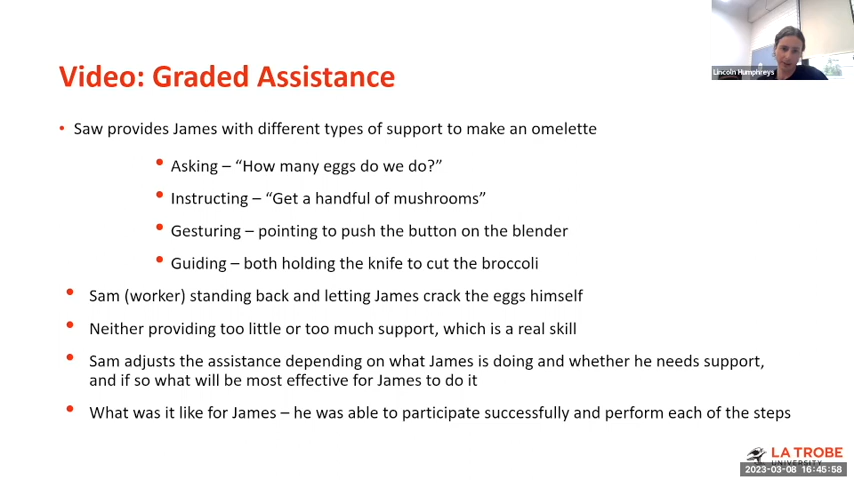 Lincoln Humphreys
Video: Graded Assistance
• Saw provides James with different types of support to make an omelette
• Asking – “How many eggs do we do?”
• Instructing – “Get a handful of mushrooms”
• Gesturing – pointing to push the button on the blender
• Guiding – both holding the knife to cut the broccoli
• Sam (worker) standing back and letting James crack the eggs himself
• Neither providing too little or too much support, which is a real skill
• Sam adjusts the assistance depending on what James is doing and whether he needs support,
and if so what will be most effective for James to do it
• What was it like for James – he was able to participate successfully and perform each of the steps
LA TROBE
UNIVERSITY
2023-03-08 16:45:58